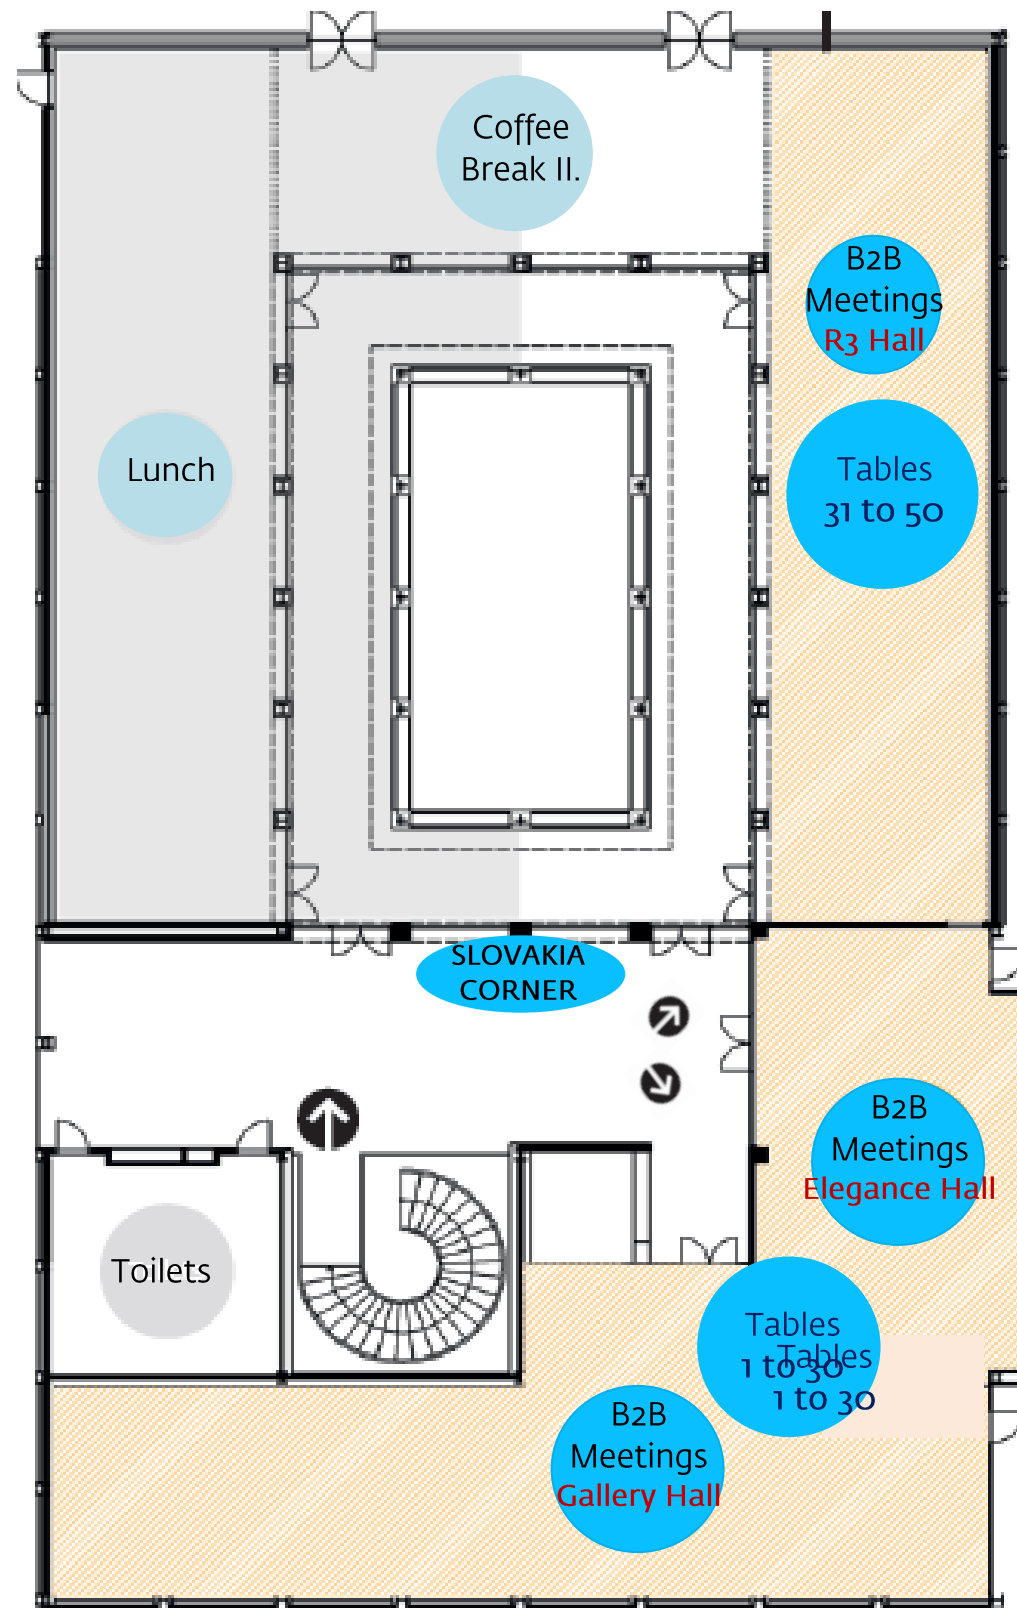 Coffee
Break II.
B2B
Meetings
R3 Hall
Lunch
Tables
31 to 50
SLOVAKIA
CORNER
B2B
Meetings
Elegance Hall
Toilets
Tables
1 to 30
Tables
1 to 30
B2B
Meetings
Gallery Hall